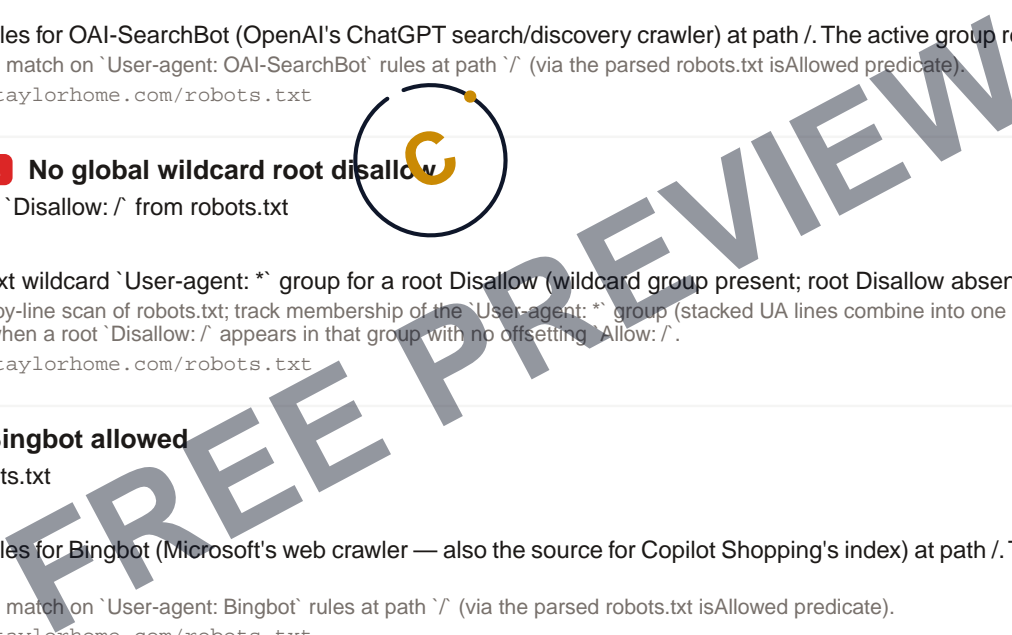 les for OAI-SearchBot (OpenAI's ChatGPT search/discovery crawler) at path /. The active group r
match on `User-agent: OAI-SearchBot` rules at path `/` (via the parsed robots.txt isAllowed predicate).
taylorhome.com/robots.txt
C
No global wildcard root disallow
`Disallow: /` from robots.txt
xt wildcard `User-agent: *` group for a root Disallow (wildcard group present; root Disallow absen
by-line scan of robots.txt; track membership of the `User-agent: *` group (stacked UA lines combine into one
when a root `Disallow: /` appears in that group with no offsetting `Allow: /`.
taylorhome.com/robots.txt
FREE PREVIEW
Bingbot allowed
ts.txt
les for Bingbot (Microsoft's web crawler — also the source for Copilot Shopping's index) at path /. T
match on `User-agent: Bingbot` rules at path `/` (via the parsed robots.txt isAllowed predicate).
taylorhome.com/robots.txt